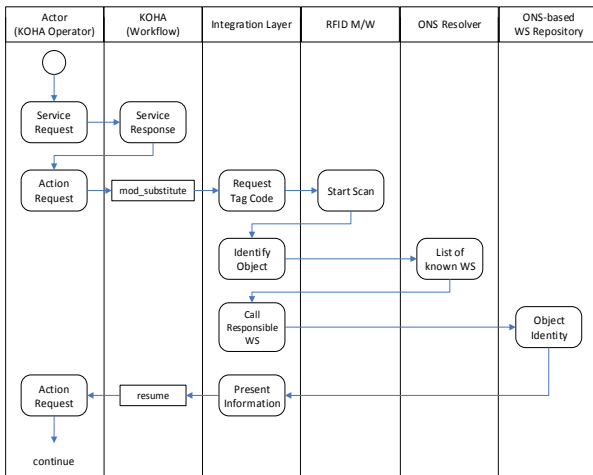 Actor
(KOHA Operator)
KOHA
(Workflow)
Integration Layer
RFID M/W
ONS Resolver
ONS-based
WS Repository
Service
Request
Service
Response
Action
Request
mod_substitute
Request
Tag Code
Start Scan
Identify
Object
List of
known WS
Call
Responsible
WS
Object
Identity
Action
Request
resume
Present
Information
continue